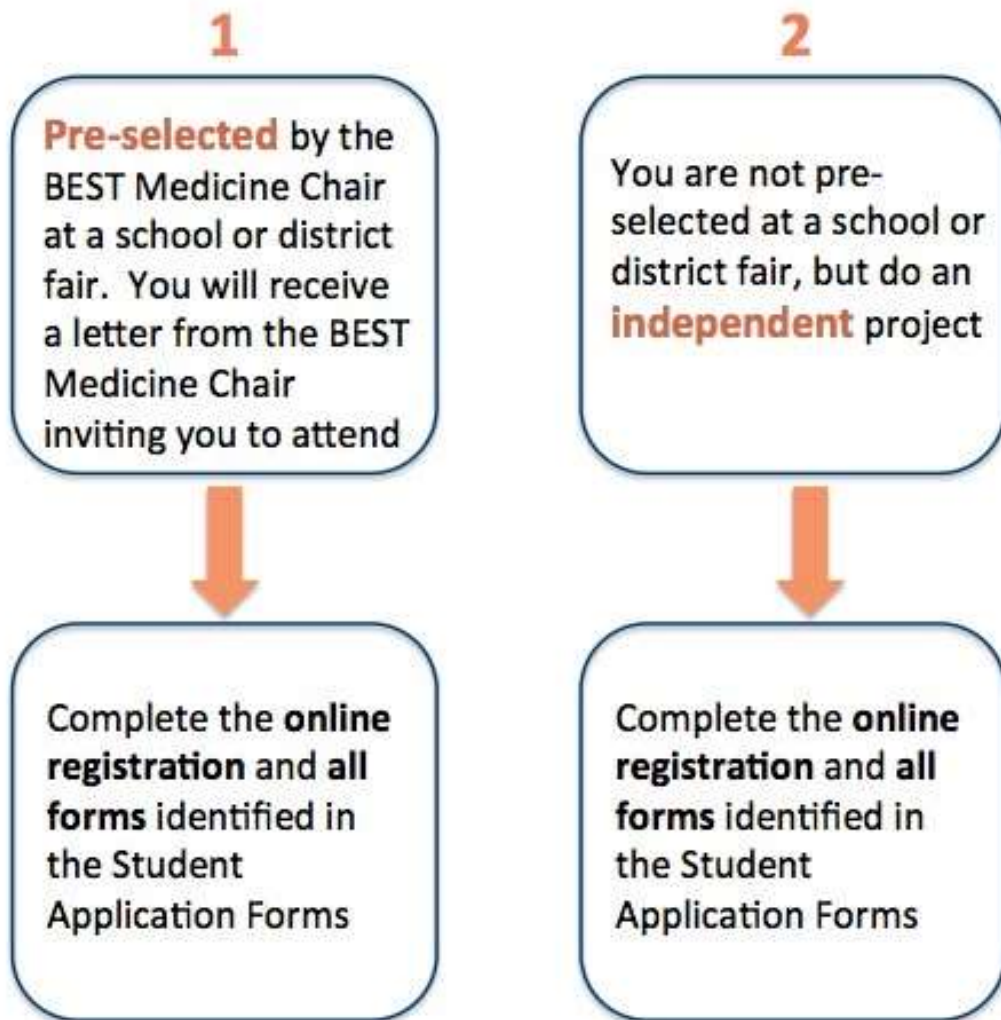 1
Pre-selected by the
BEST Medicine Chair
at a school or district
fair.  You will receive
a letter from the BEST
Medicine Chair
inviting you to attend
Complete the online
registration and all
forms identified in
the Student
Application Forms
2
You are not pre-
selected at a school or
district fair, but do an
independent project
Complete the online
registration and all
forms identified in
the Student
Application Forms